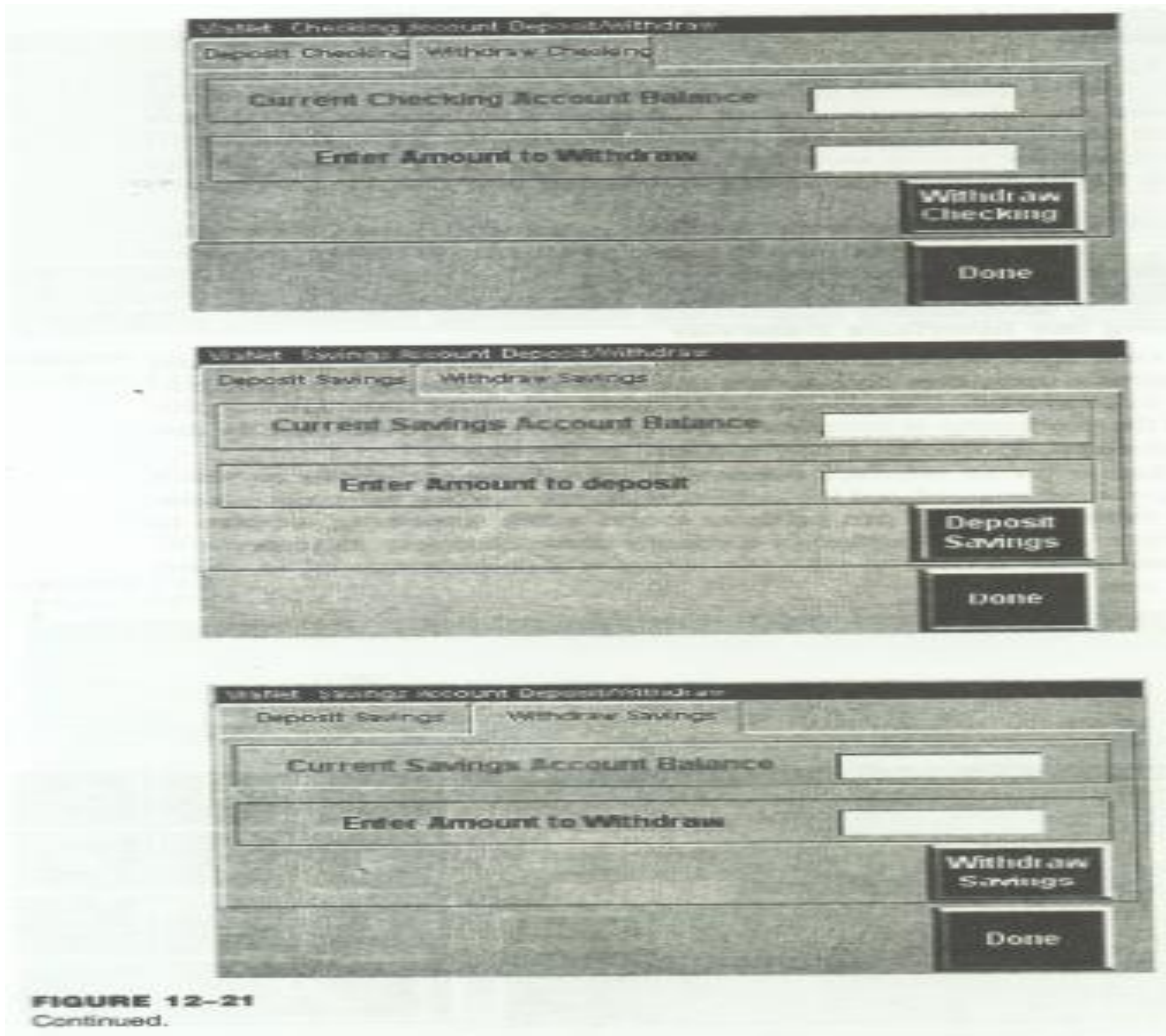 ViaNet Checking Account Deposit/Withdraw
Deposit Checking Withdraw Checking
Current Checking Account Balance
Enter Amount to Withdraw
Withdraw
Checking
Done
ViaNet Savings Account Deposit/Withdraw
Deposit Savings Withdraw Savings
Current Savings Account Balance
Enter Amount to deposit
Deposit
Savings
Done
ViaNet Savings Account Deposit/Withdraw
Deposit Savings Withdraw Savings
Current Savings Account Balance
Enter Amount to Withdraw
Withdraw
Savings
Done
FIGURE 12–21
Continued.